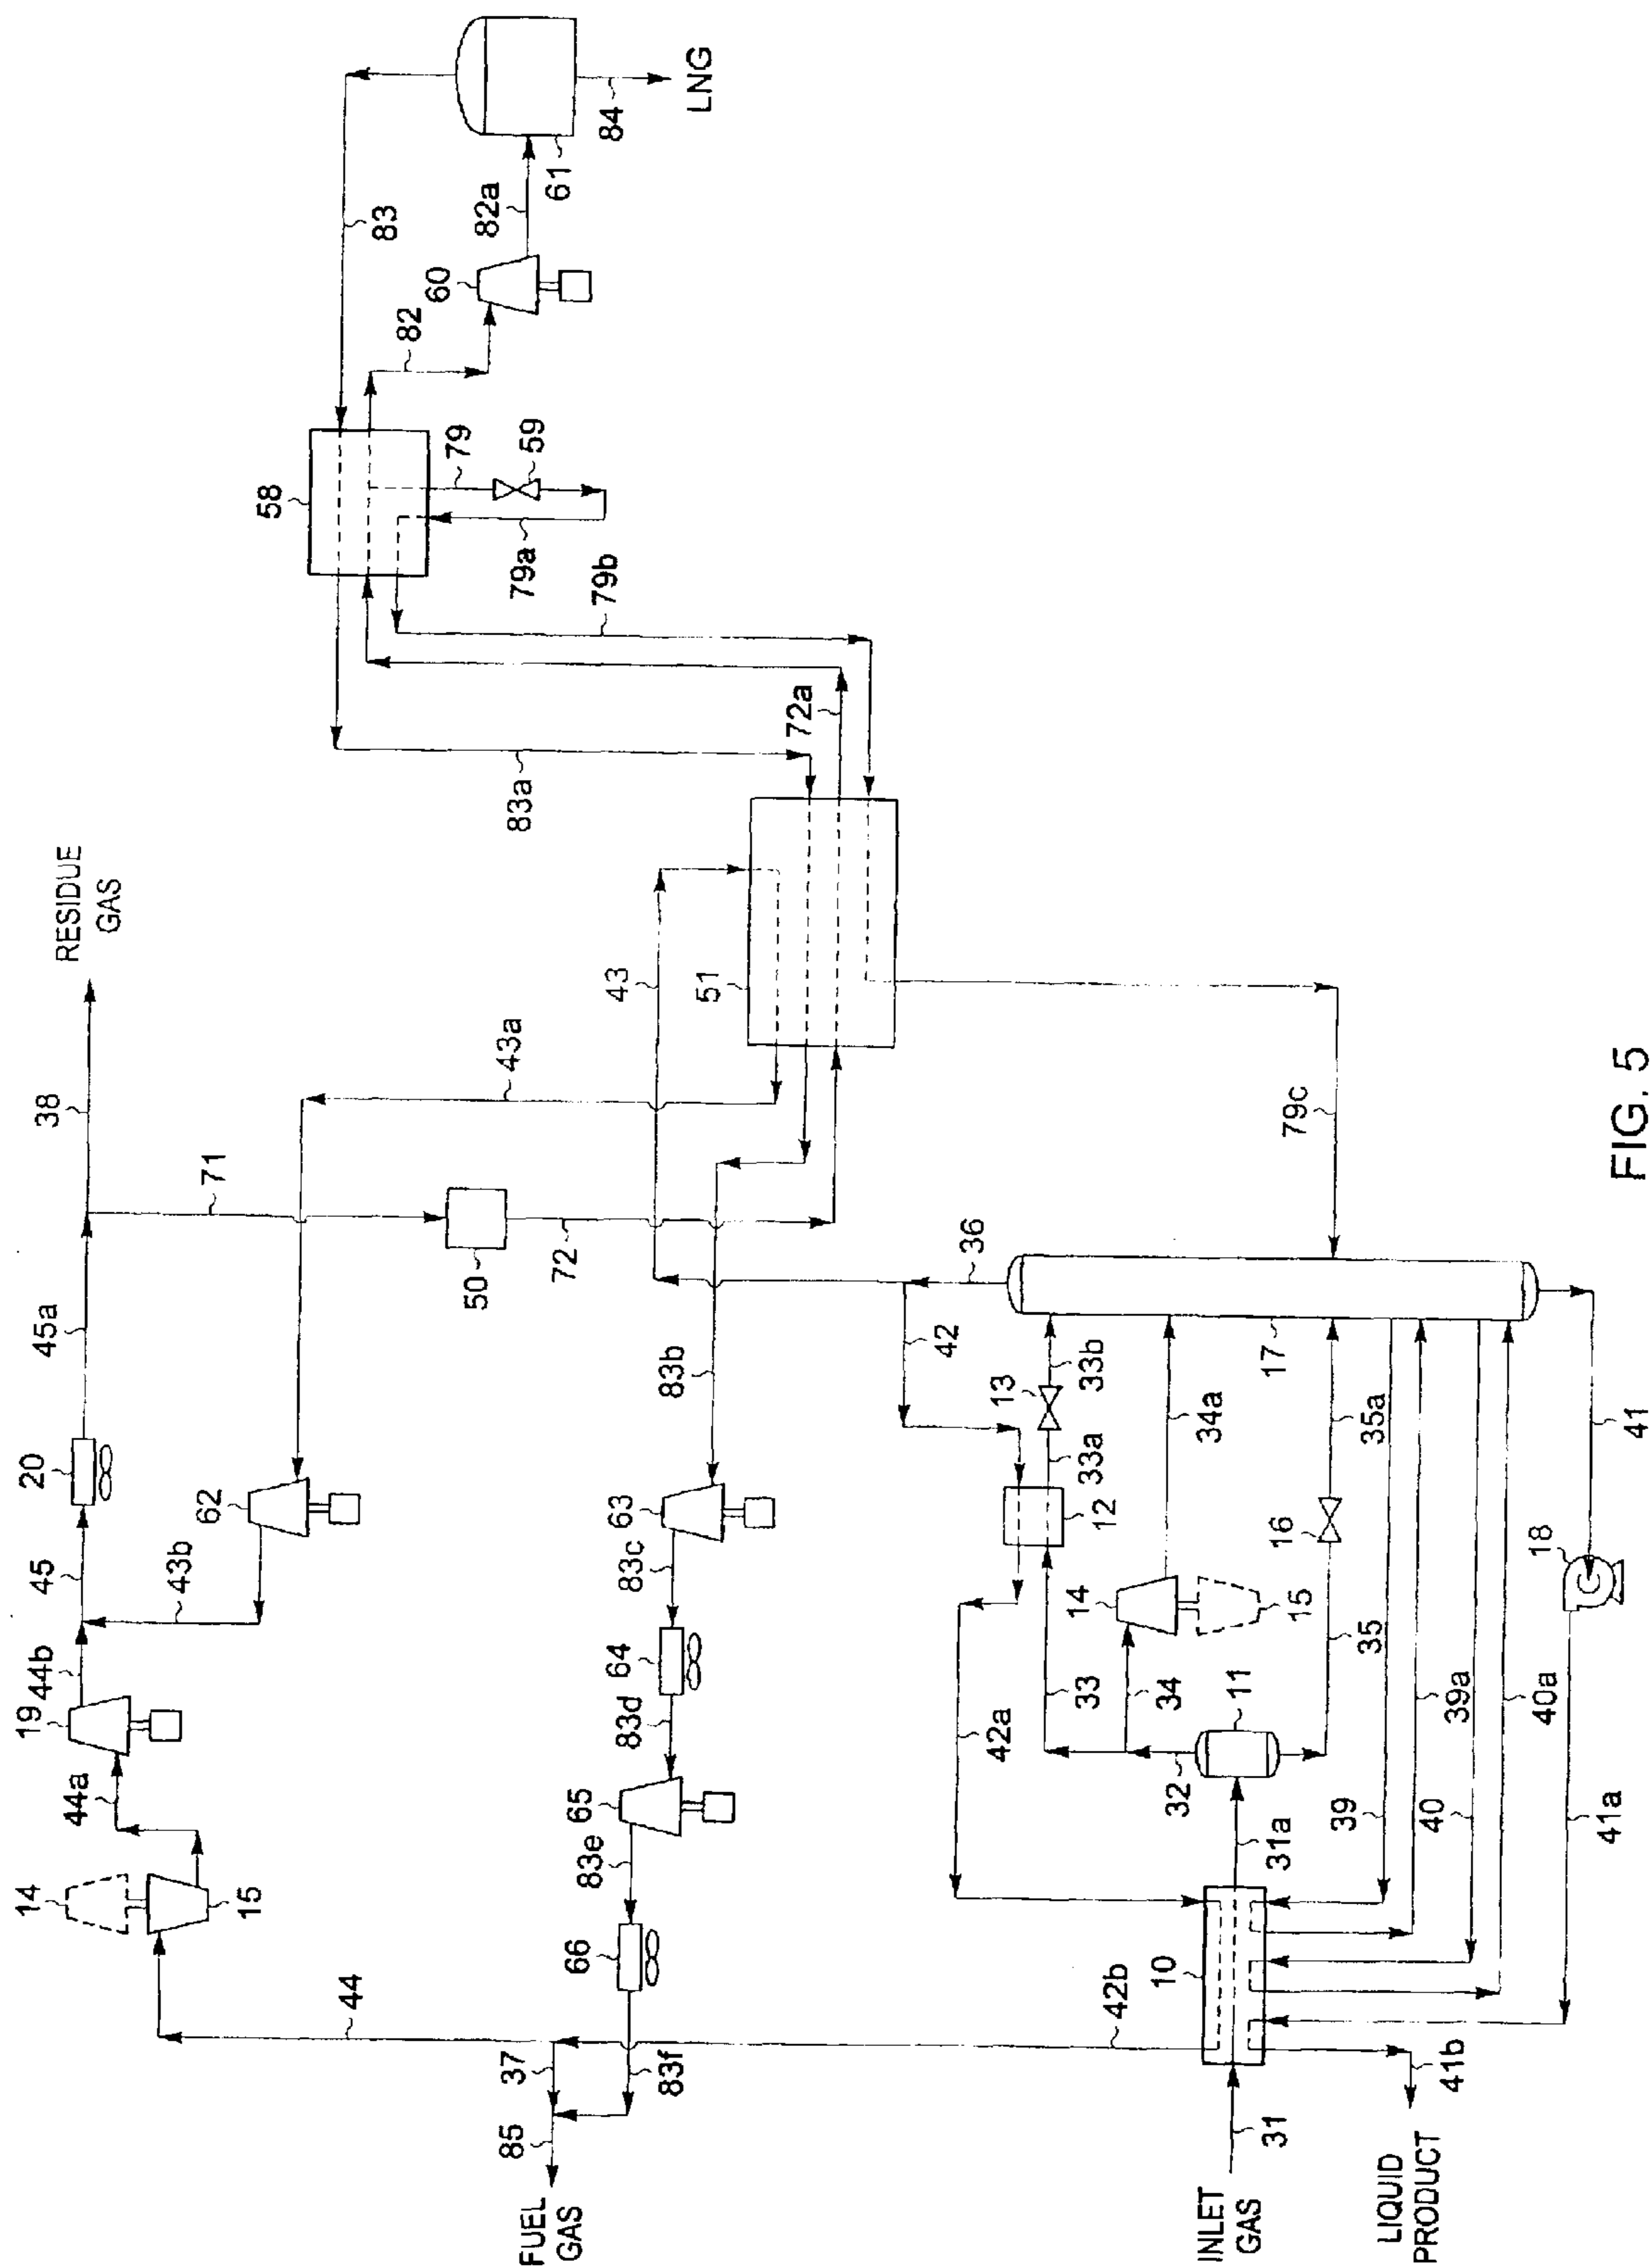 FIG. 5
RESIDUE
GAS
38
45a
20
45
44b
19
44a
14
15
44
43b
62
71
50
72
43a
43
51
83a
72a
79b
79a
79
59
58
83
82
60
82a
61
84
LNG
83b
63
83c
64
83d
65
83e
66
83f
37
85
FUEL
GAS
36
42
13
33b
33a
12
33
34
34a
14
15
11
32
31a
42a
42b
10
31
INLET
GAS
LIQUID
PRODUCT
41b
41a
40
40a
39
39a
35
35a
16
17
18
41
79c